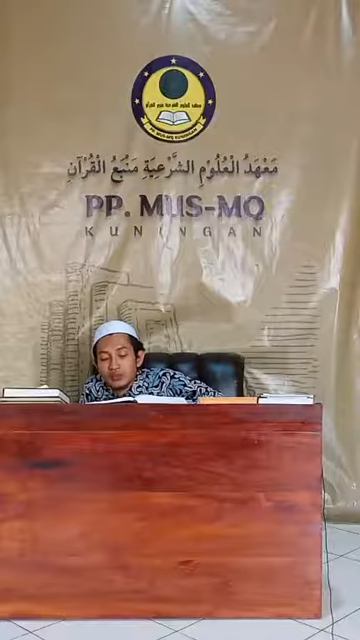 مَعْهَدُ الْعُلُوْمِ الشَّرْعِيَّةِ مَنْبَعُ الْقُرْآنِ
PP. MUS-MQ
KUNINGAN